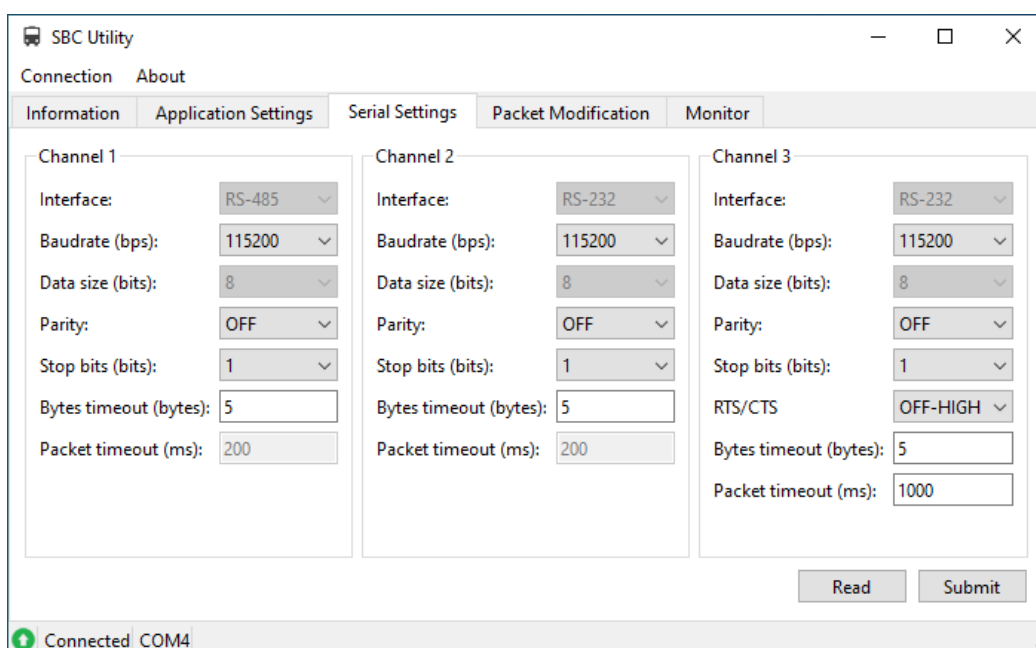 SBC Utility
Connection About
Information Application Settings Serial Settings Packet Modification Monitor
Channel 1
Interface: RS-485
Baudrate (bps): 115200
Data size (bits): 8
Parity: OFF
Stop bits (bits): 1
Bytes timeout (bytes): 5
Packet timeout (ms): 200
Channel 2
Interface: RS-232
Baudrate (bps): 115200
Data size (bits): 8
Parity: OFF
Stop bits (bits): 1
Bytes timeout (bytes): 5
Packet timeout (ms): 200
Channel 3
Interface: RS-232
Baudrate (bps): 115200
Data size (bits): 8
Parity: OFF
Stop bits (bits): 1
RTS/CTS OFF-HIGH
Bytes timeout (bytes): 5
Packet timeout (ms): 1000
Read Submit
Connected COM4